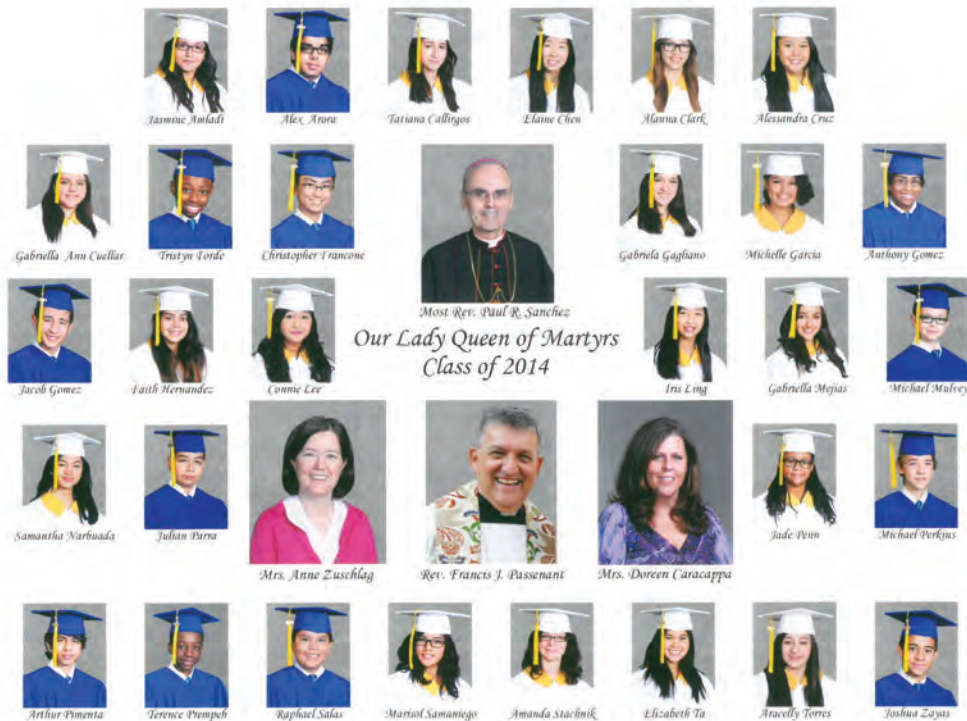 Jasmine Amladi
Alex Arora
Tatiana Callirgos
Elaine Chen
Alanna Clark
Alessandra Cruz
Gabriella Ann Cuellar
Tristyn Forde
Christopher Francone
Gabriela Gagliano
Michelle Garcia
Anthony Gomez
Most Rev. Paul R. Sanchez
Our Lady Queen of Martyrs
Class of 2014
Jacob Gomez
Faith Hernandez
Connie Lee
Iris Ling
Gabriella Mejias
Michael Mulvey
Samantha Narbuada
Julian Parra
Jade Penn
Michael Perkins
Mrs. Anne Zuschlag
Rev. Francis J. Passenant
Mrs. Doreen Caracappa
Arthur Pimenta
Terence Prempeh
Raphael Salas
Marisol Samaniego
Amanda Stachnik
Elizabeth Ta
Aracelly Torres
Joshua Zayas